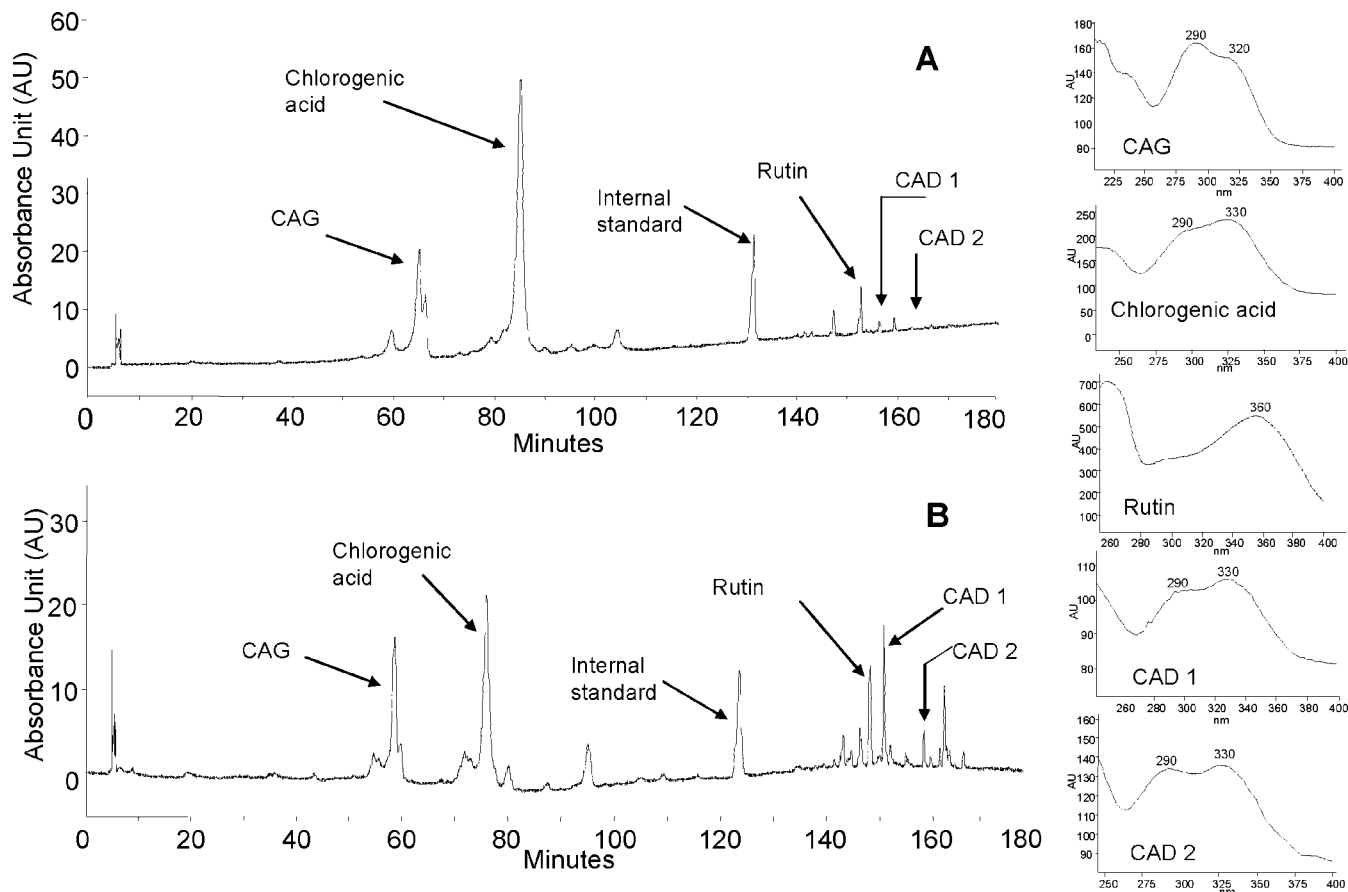 A
60
50
40
30
20
10
0
Absorbance Unit (AU)
Chlorogenic
acid
CAG
Internal
standard
Rutin
CAD 1
CAD 2
0 20 40 60 80 100 120 140 160 180
Minutes
B
30
20
10
0
Absorbance Unit (AU)
Chlorogenic
acid
CAG
Internal
standard
Rutin
CAD 1
CAD 2
0 20 40 60 80 100 120 140 160 180
Minutes
180
160
140
120
100
80
AU
290 320
CAG
225 250 275 300 325 350 375 400
nm
250
200
150
100
50
0
AU
290 330
Chlorogenic acid
250 275 300 325 350 375 400
nm
700
600
500
400
300
200
100
AU
360
Rutin
260 280 300 320 340 360 380 400
nm
110
100
90
80
AU
290 330
CAD 1
260 280 300 320 340 360 380 400
nm
160
150
140
130
120
110
100
90
AU
290 330
CAD 2
250 275 300 325 350 375 400
nm